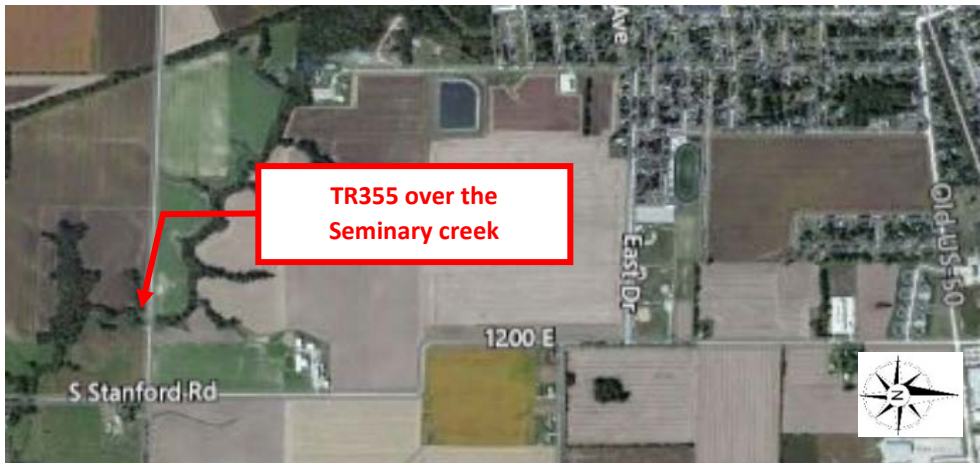 Ave
TR355 over the
Seminary creek
East Dr
Old US-50
1200 E
S Stanford Rd
N